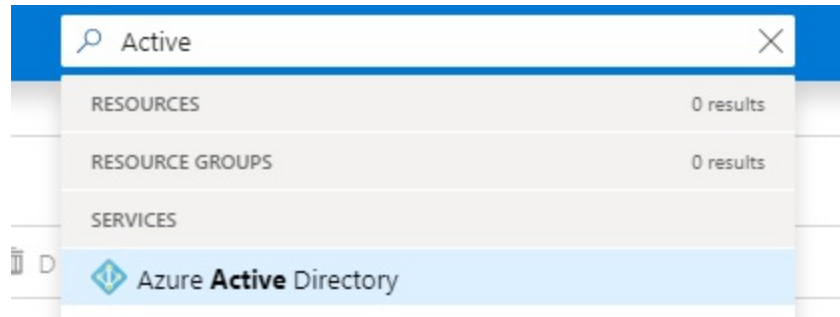 Active
RESOURCES 0 results
RESOURCE GROUPS 0 results
SERVICES
D
Azure Active Directory